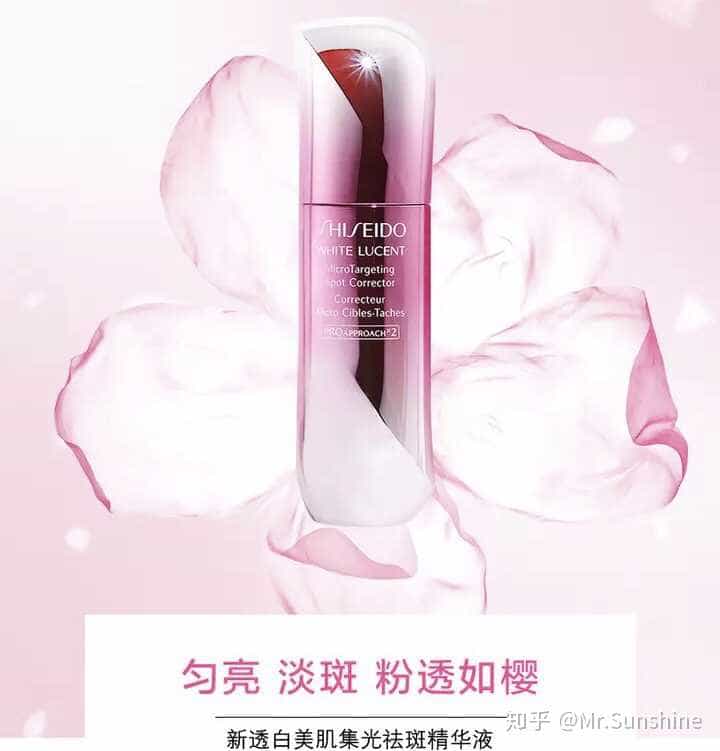 SHISEIDO
WHITE LUCENT
MicroTargeting
Spot Corrector
Correcteur
Micro Cibles-Taches
PRO APPROACH×2
匀亮 淡斑 粉透如樱
知乎 @Mr.Sunshine
新透白美肌集光祛斑精华液